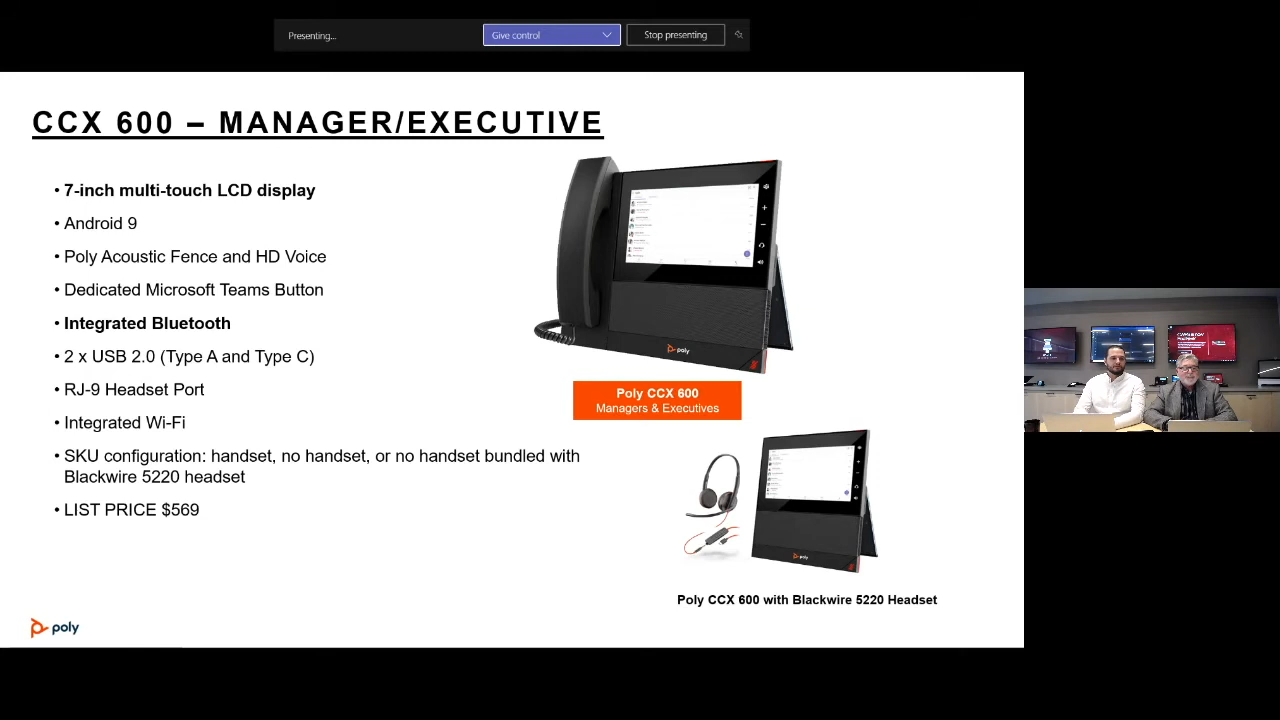 Presenting...
Give control
Stop presenting
CCX 600 – MANAGER/EXECUTIVE
• 7-inch multi-touch LCD display
• Android 9
• Poly Acoustic Fence and HD Voice
• Dedicated Microsoft Teams Button
• Integrated Bluetooth
• 2 x USB 2.0 (Type A and Type C)
• RJ-9 Headset Port
• Integrated Wi-Fi
• SKU configuration: handset, no handset, or no handset bundled with
Blackwire 5220 headset
• LIST PRICE $569
poly
Poly CCX 600
Managers & Executives
poly
Poly CCX 600 with Blackwire 5220 Headset
poly